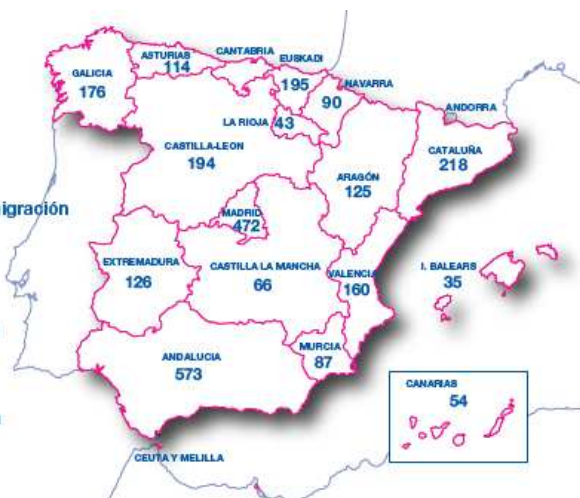 CANTABRIA
ASTURIAS
114
EUSKADI
195
GALICIA
176
NAVARRA
90
ANDORRA
LA RIOJA 43
CASTILLA-LEON
194
CATALUÑA
218
ARAGÓN
125
igración
MADRID
472
EXTREMADURA
126
CASTILLA LA MANCHA
66
VALENCIA
160
I. BALEARS
35
MURCIA
87
ANDALUCIA
573
CANARIAS
54
CEUTA Y MELILLA